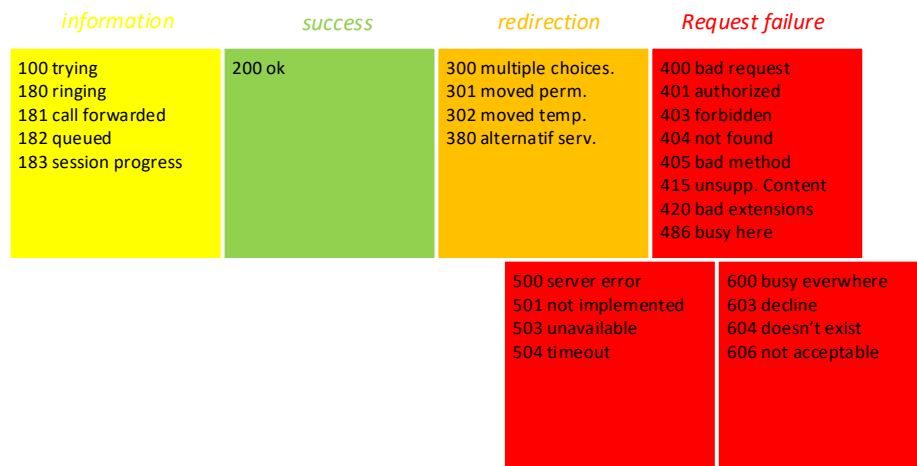 information
success
redirection
Request failure
100 trying
180 ringing
181 call forwarded
182 queued
183 session progress
200 ok
300 multiple choices.
301 moved perm.
302 moved temp.
380 alternatif serv.
400 bad request
401 authorized
403 forbidden
404 not found
405 bad method
415 unsupp. Content
420 bad extensions
486 busy here
500 server error
501 not implemented
503 unavailable
504 timeout
600 busy everwhere
603 decline
604 doesn’t exist
606 not acceptable